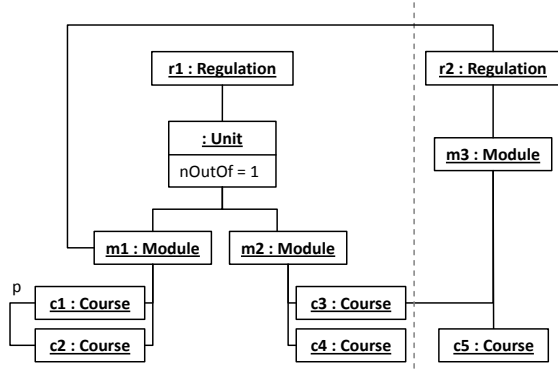 r1 : Regulation
r2 : Regulation
: Unit
nOutOf = 1
m3 : Module
m1 : Module
m2 : Module
p
c1 : Course
c3 : Course
c2 : Course
c4 : Course
c5 : Course